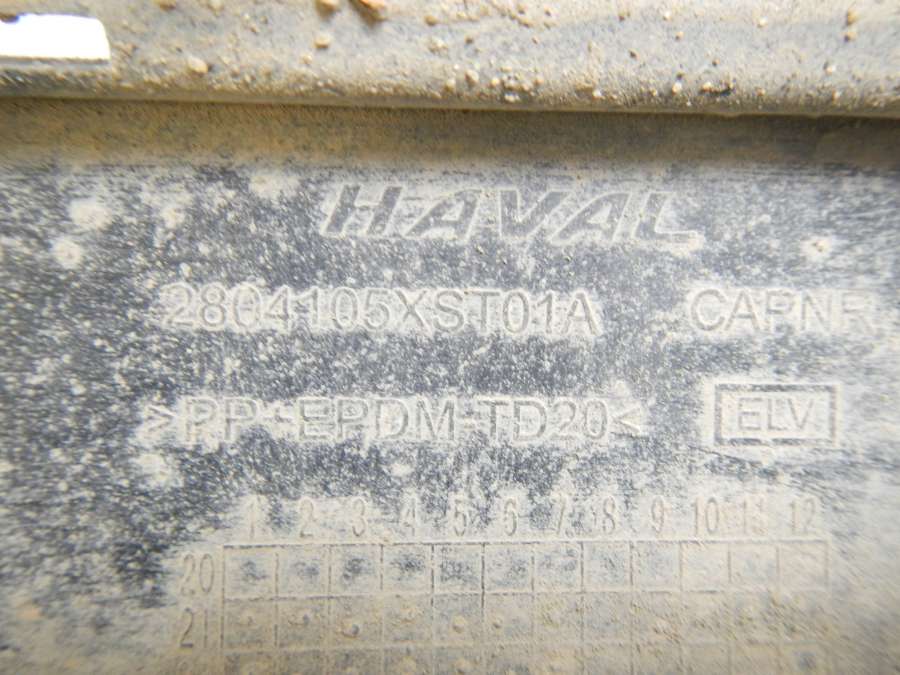 HAVAL
2804105XST01A CAPNR
>PP+EPDM-TD20< ELV
1 2 3 4 5 6 7 8 9 10 11 12
20
21